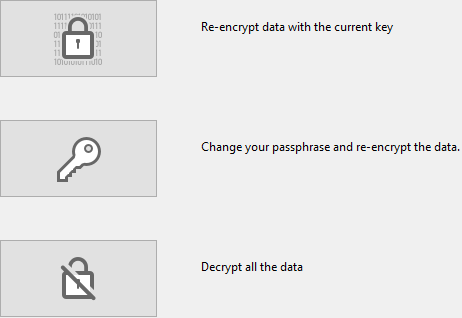 Re-encrypt data with the current key
Change your passphrase and re-encrypt the data.
Decrypt all the data